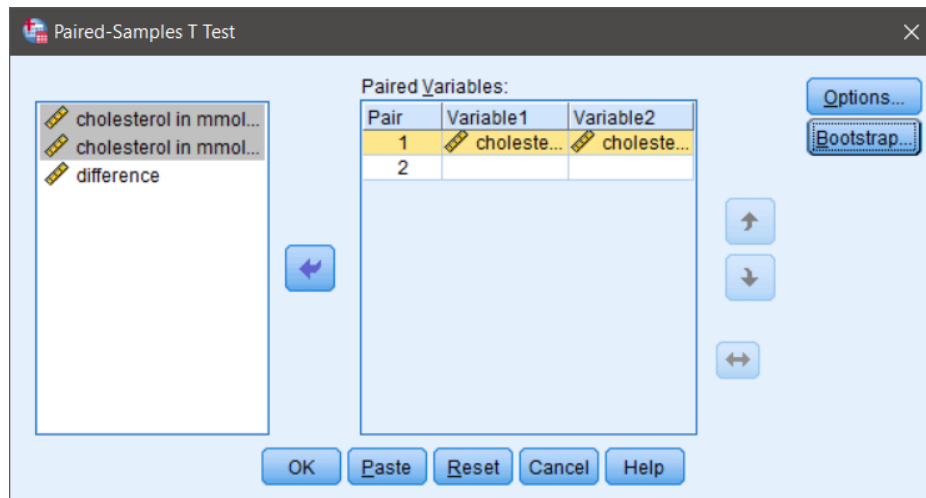 Paired-Samples T Test
Paired Variables:
cholesterol in mmol...
cholesterol in mmol...
difference
Pair Variable1 Variable2
1 choleste... choleste...
2
Options...
Bootstrap...
OK Paste Reset Cancel Help